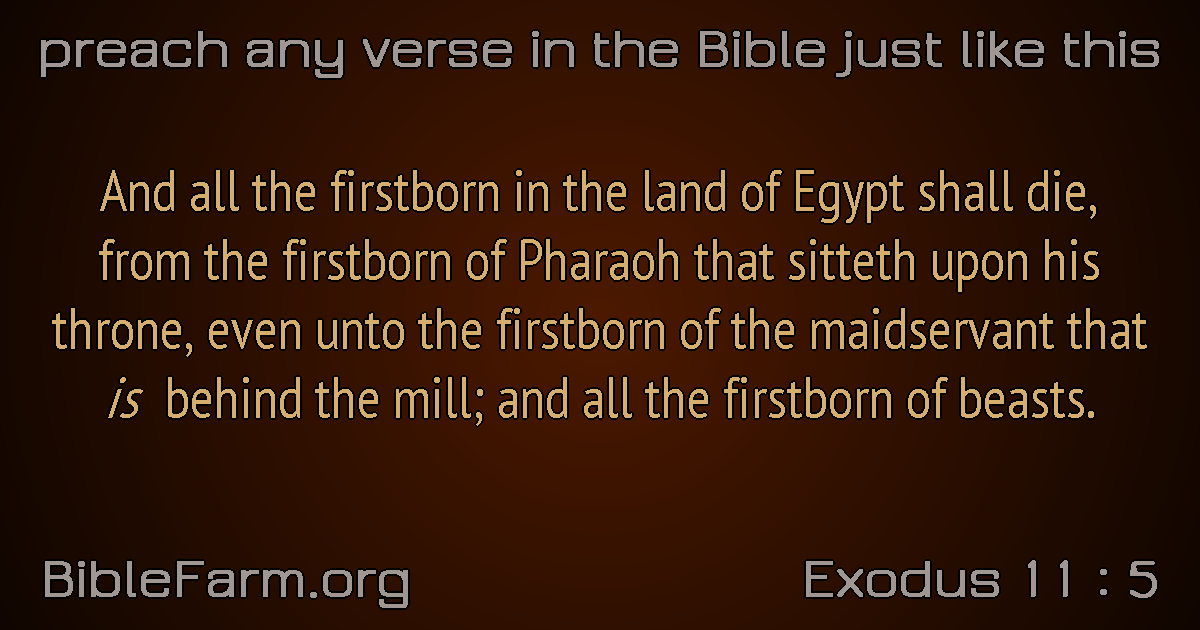 preach any verse in the Bible just like this
And all the firstborn in the land of Egypt shall die,
from the firstborn of Pharaoh that sitteth upon his
throne, even unto the firstborn of the maidservant that
is behind the mill; and all the firstborn of beasts.
BibleFarm.org
Exodus 11 : 5